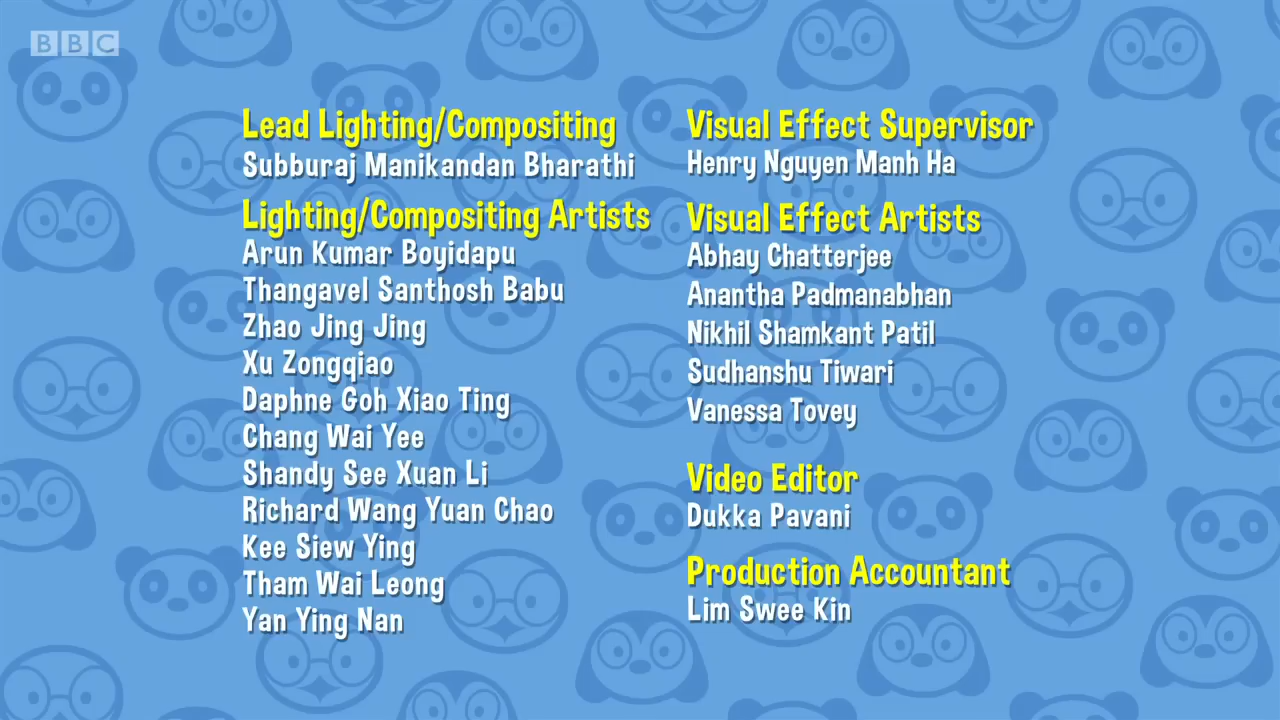 BBC
Lead Lighting/Compositing
Subburaj Manikandan Bharathi
Lighting/Compositing Artists
Arun Kumar Boyidapu
Thangavel Santhosh Babu
Zhao Jing Jing
Xu Zongqiao
Daphne Goh Xiao Ting
Chang Wai Yee
Shandy See Xuan Li
Richard Wang Yuan Chao
Kee Siew Ying
Tham Wai Leong
Yan Ying Nan
Visual Effect Supervisor
Henry Nguyen Manh Ha
Visual Effect Artists
Abhay Chatterjee
Anantha Padmanabhan
Nikhil Shamkant Patil
Sudhanshu Tiwari
Vanessa Tovey
Video Editor
Dukka Pavani
Production Accountant
Lim Swee Kin